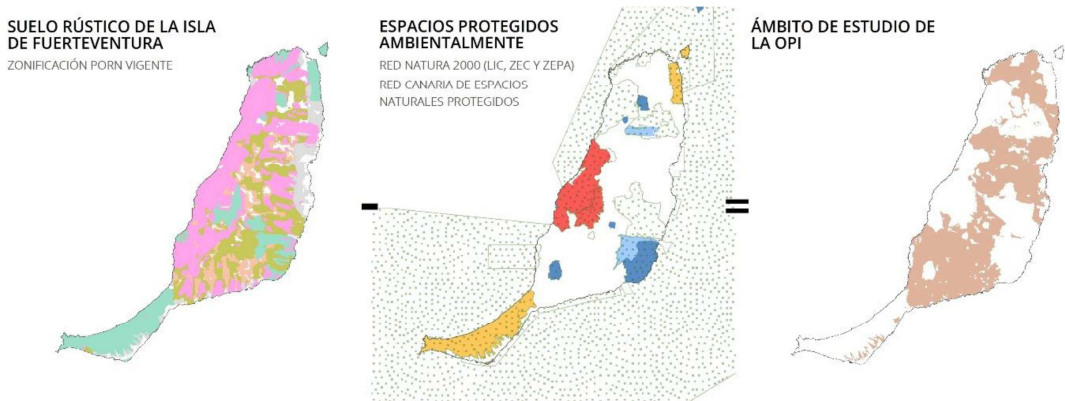 SUELO RÚSTICO DE LA ISLA
DE FUERTEVENTURA
ZONIFICACIÓN PORN VIGENTE
ESPACIOS PROTEGIDOS
AMBIENTALMENTE
RED NATURA 2000 (LIC, ZEC Y ZEPA)
RED CANARIA DE ESPACIOS
NATURALES PROTEGIDOS
ÁMBITO DE ESTUDIO DE
LA OPI